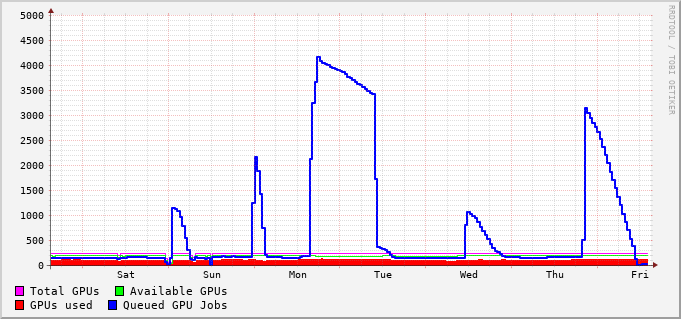 5000
4500
4000
3500
3000
2500
2000
1500
1000
500
0
Sat Sun Mon Tue Wed Thu Fri
Total GPUs Available GPUs
GPUs used Queued GPU Jobs
RRDTOOL / TOBI OETIKER